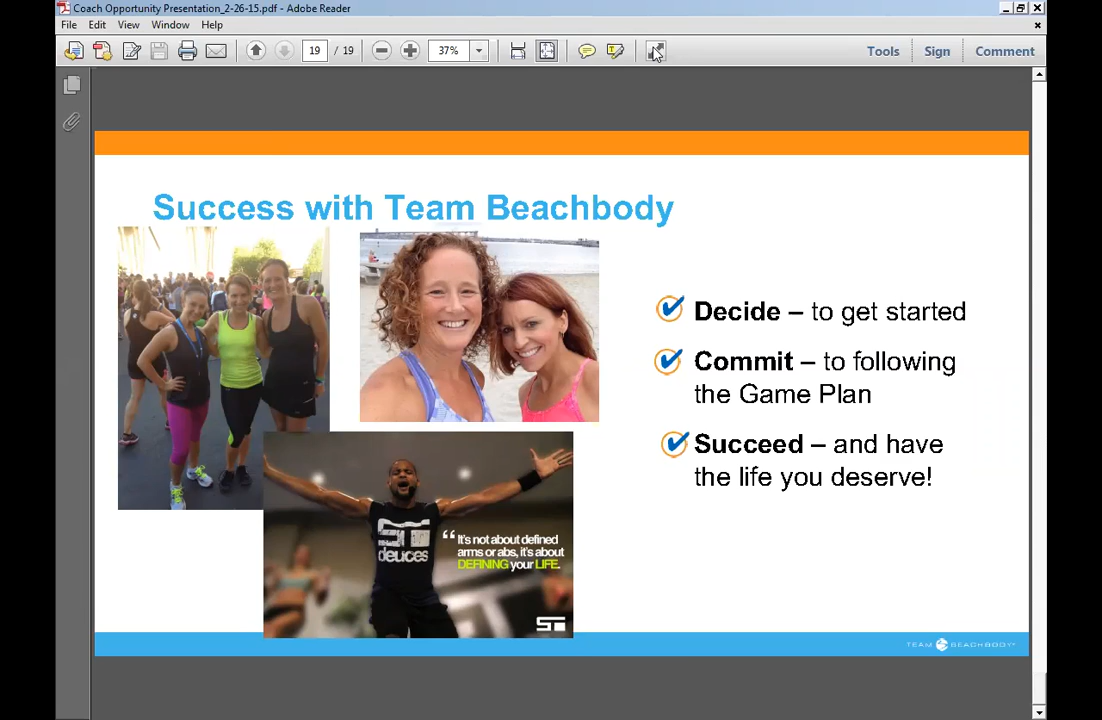 Coach Opportunity Presentation_2-26-15.pdf - Adobe Reader
File Edit View Window Help
19 / 19 37% Tools Sign Comment
Success with Team Beachbody
Decide – to get started
Commit – to following
the Game Plan
Succeed – and have
the life you deserve!
deuces
“It's not about defined
arms or abs, it's about
DEFINING your LIFE.
TEAM BEACHBODY